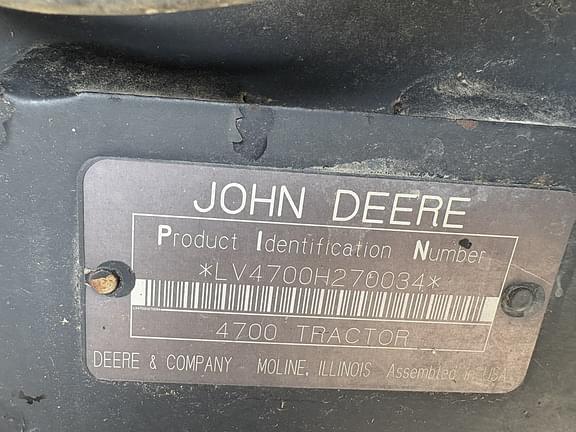 JOHN DEERE
Product Identification Number
*LV4700H270034*
4700 TRACTOR
DEERE & COMPANY MOLINE, ILLINOIS Assembled in USA